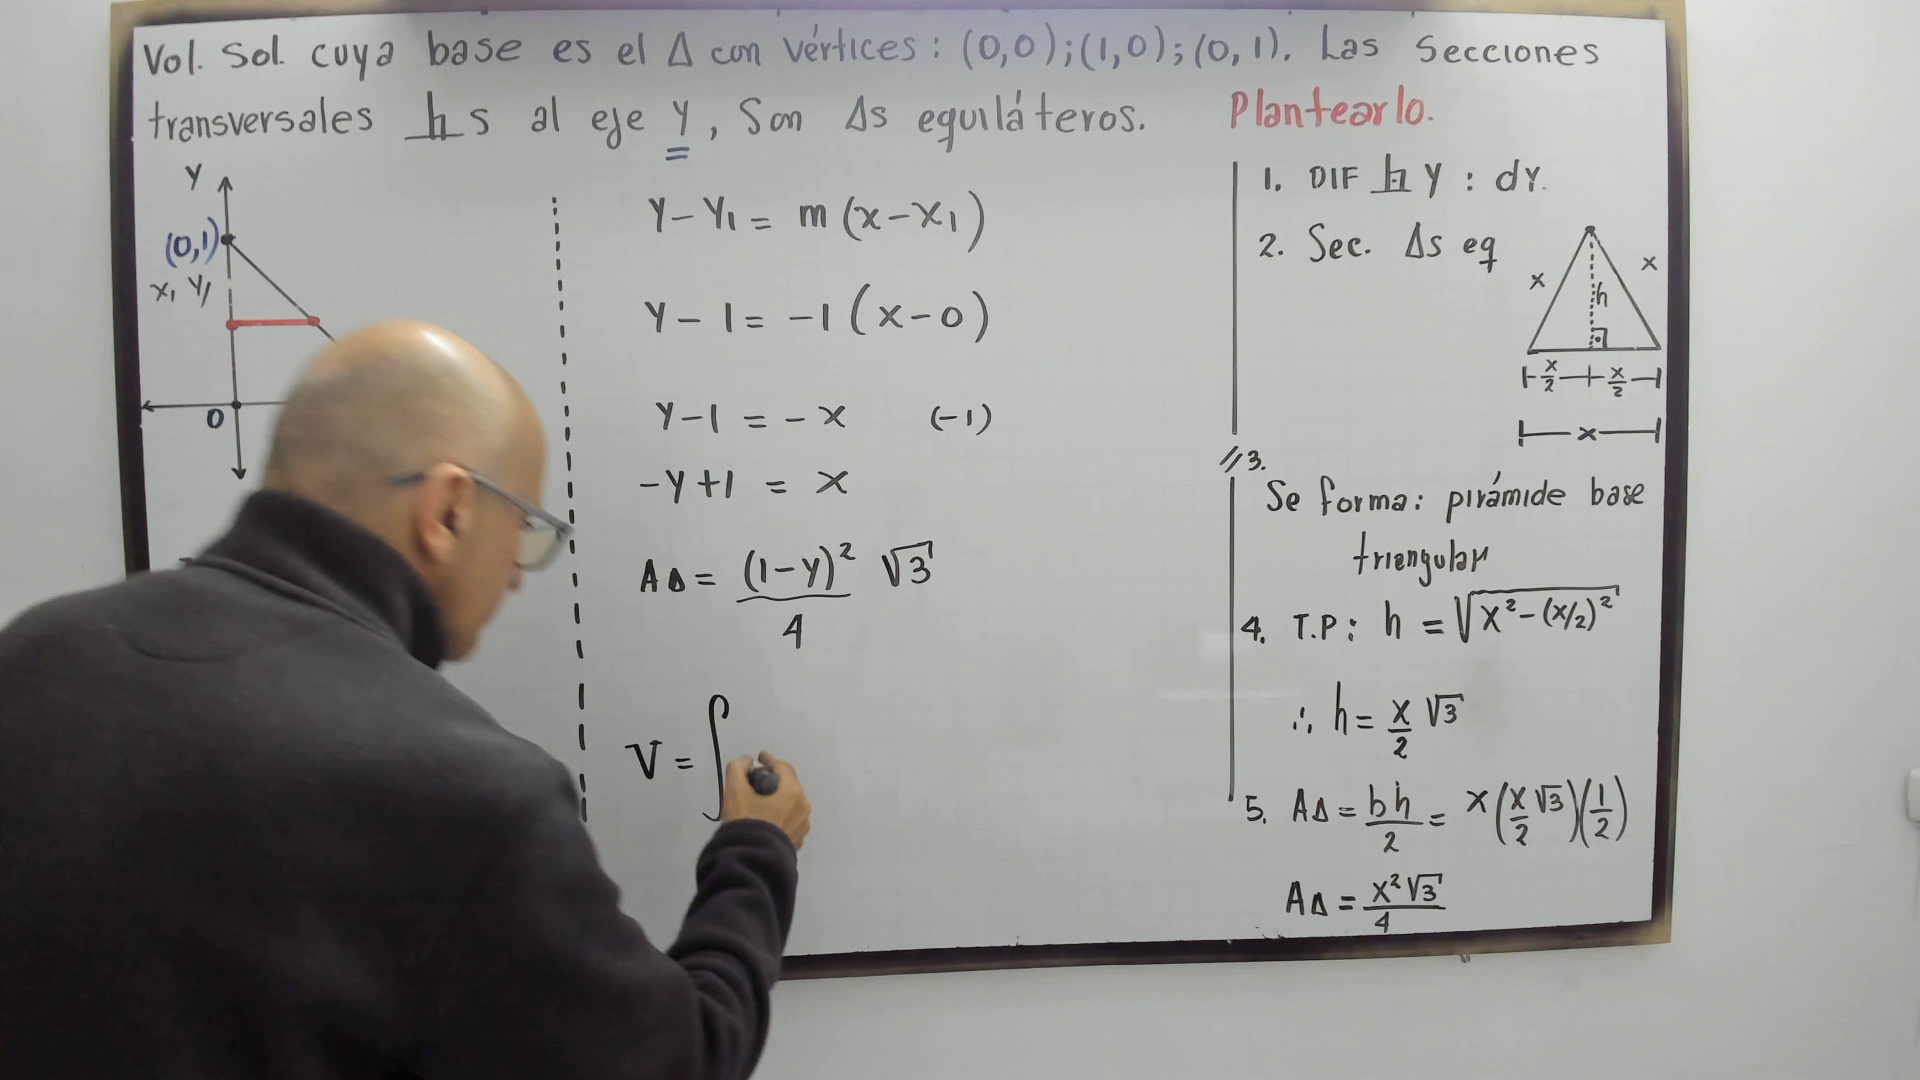 Vol. Sol. cuya base es el Δ con vértices: (0,0);(1,0);(0,1). Las Secciones
transversales ⊥s al eje y, Son Δs equiláteros. Plantearlo.
Y
(0,1)
X₁ Y₁
0
Y-Y₁ = m(x-x₁)
Y-1 = -1(x-0)
Y-1 = -x (-1)
-Y+1 = x
AΔ = (1-y)²/4 √3
V = ∫
1. DIF ⊥ Y : dY.
2. Sec. Δs eq
x x
h
x/2 x/2
x
//3.
Se forma: pirámide base
triangular
4. T.P: h = √(x²-(x/2)²)
∴ h = x/2 √3
5. AΔ = bh/2 = x(x/2 √3)(1/2)
AΔ = x²√3/4